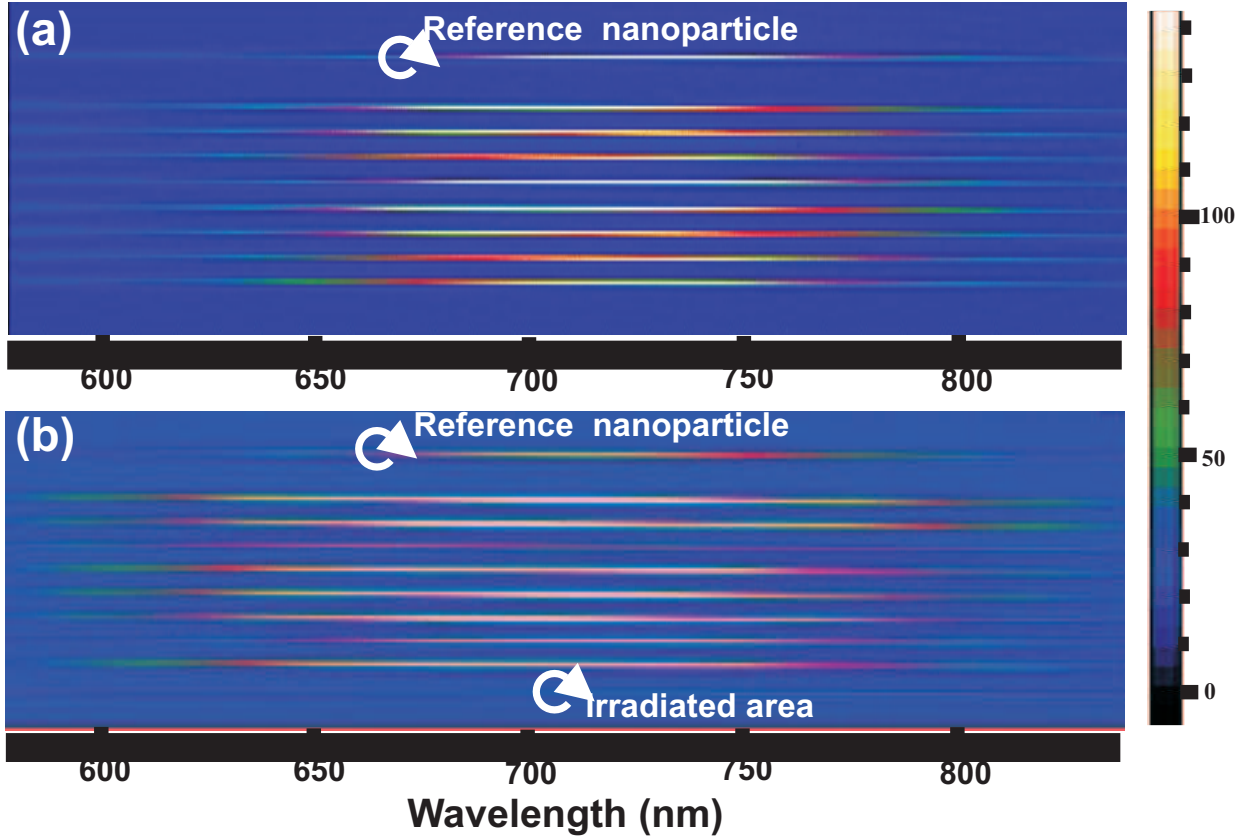 (a)
Reference nanoparticle
600 650 700 750 800
(b)
Reference nanoparticle
Irradiated area
600 650 700 750 800
Wavelength (nm)
100
50
0